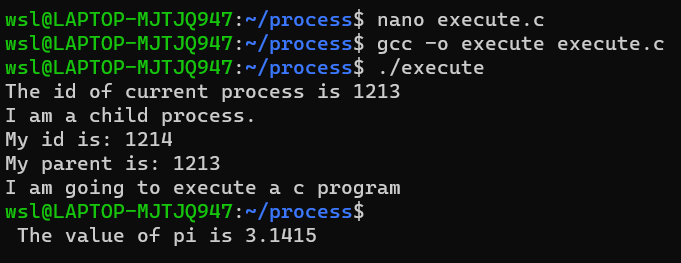 wsl@LAPTOP-MJTJQ947:~/process$ nano execute.c
wsl@LAPTOP-MJTJQ947:~/process$ gcc -o execute execute.c
wsl@LAPTOP-MJTJQ947:~/process$ ./execute
The id of current process is 1213
I am a child process.
My id is: 1214
My parent is: 1213
I am going to execute a c program
wsl@LAPTOP-MJTJQ947:~/process$
 The value of pi is 3.1415